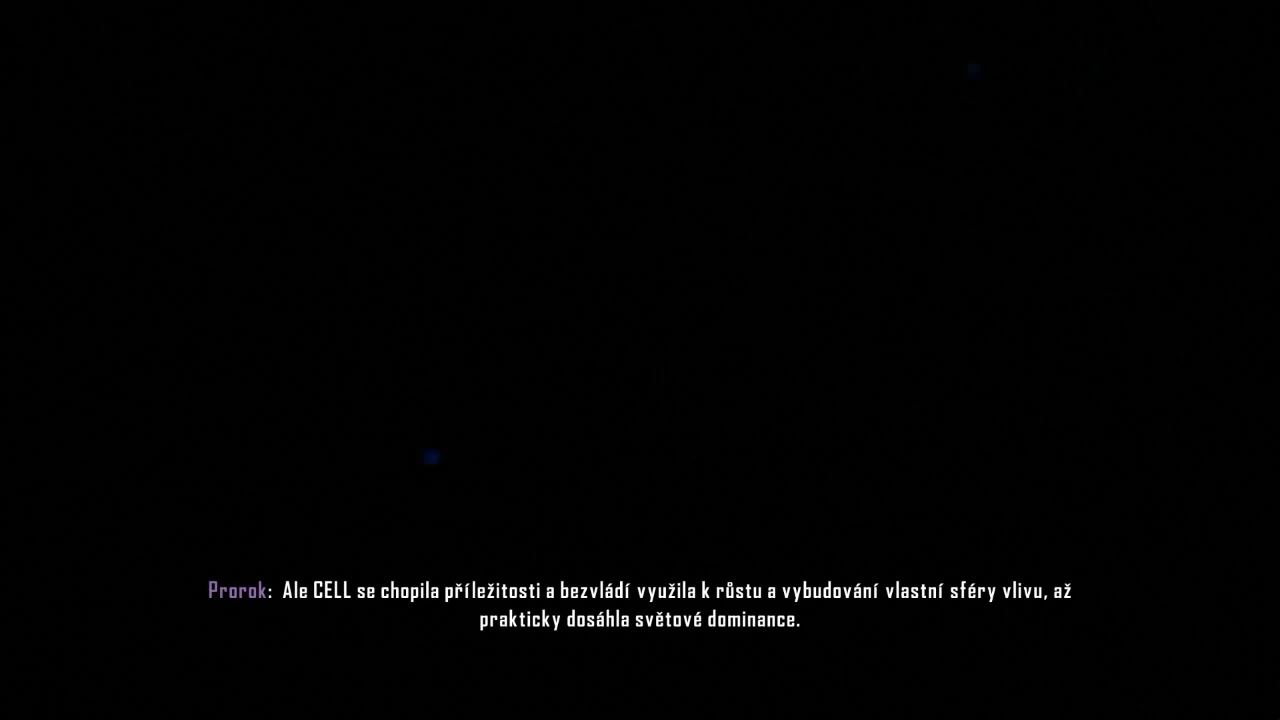 Prorok: Ale CELL se chopila příležitosti a bezvládí využila k růstu a vybudování vlastní sféry vlivu, až
prakticky dosáhla světové dominance.